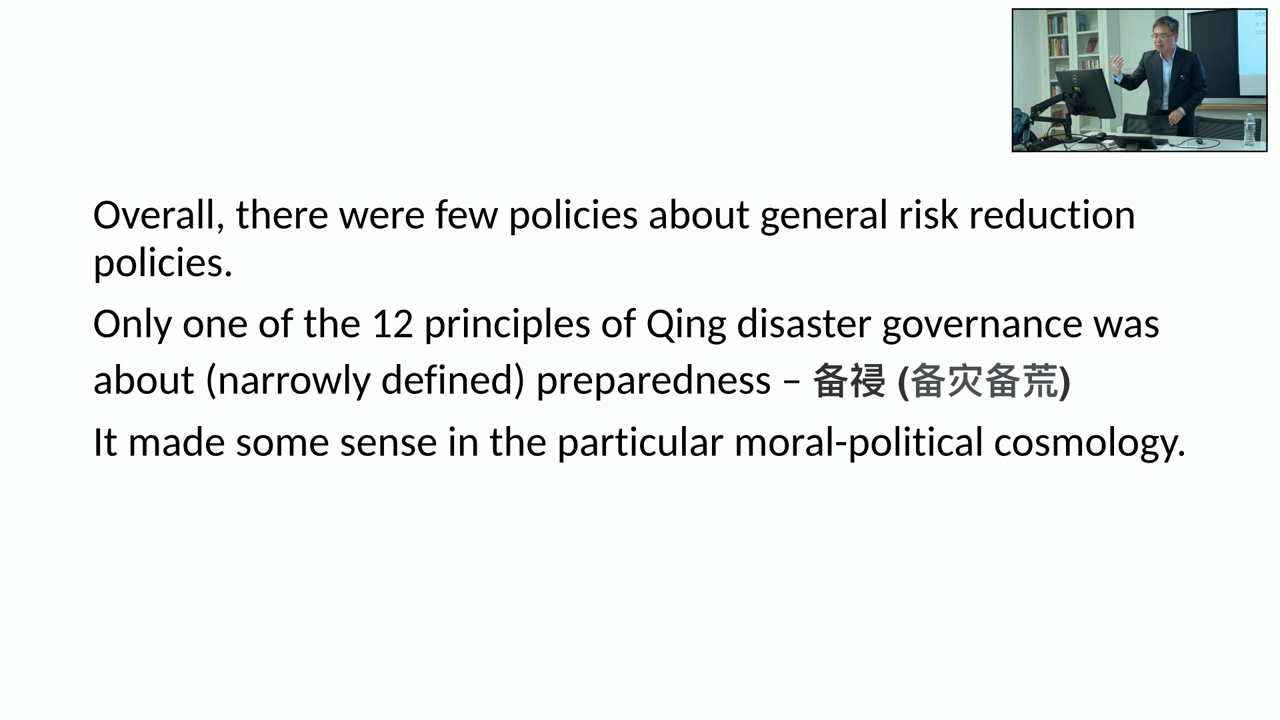 Overall, there were few policies about general risk reduction
policies.
Only one of the 12 principles of Qing disaster governance was
about (narrowly defined) preparedness – 备祲 (备灾备荒)
It made some sense in the particular moral-political cosmology.